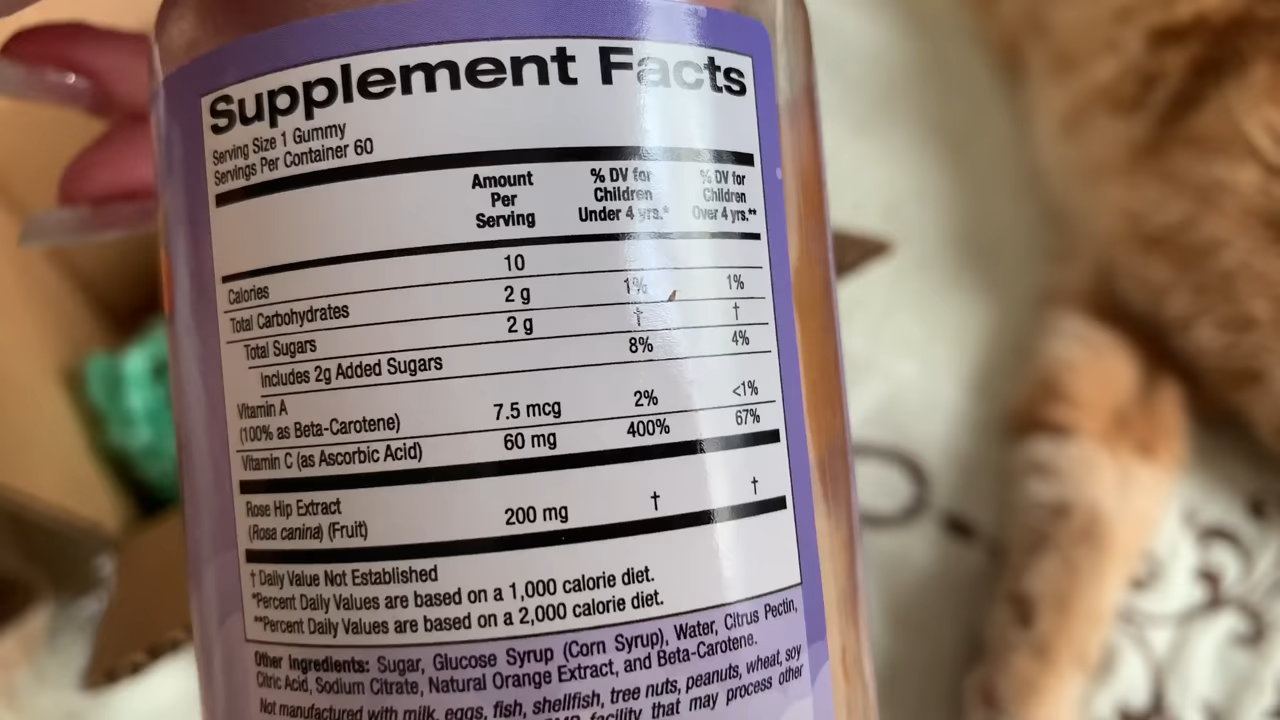 Supplement Facts
Serving Size 1 Gummy
Servings Per Container 60
Amount Per Serving
% DV for Children Under 4 yrs.*
% DV for Children Over 4 yrs.**
Calories 10
Total Carbohydrates 2 g 1% 1%
Total Sugars 2 g † †
Includes 2g Added Sugars 8% 4%
Vitamin A
(100% as Beta-Carotene) 7.5 mcg 2% <1%
Vitamin C (as Ascorbic Acid) 60 mg 400% 67%
Rose Hip Extract
(Rosa canina) (Fruit) 200 mg † †
† Daily Value Not Established
*Percent Daily Values are based on a 1,000 calorie diet.
**Percent Daily Values are based on a 2,000 calorie diet.
Other Ingredients: Sugar, Glucose Syrup (Corn Syrup), Water, Citrus Pectin,
Citric Acid, Sodium Citrate, Natural Orange Extract, and Beta-Carotene.
Not manufactured with milk, eggs, fish, shellfish, tree nuts, peanuts, wheat, soy
facility that may process other